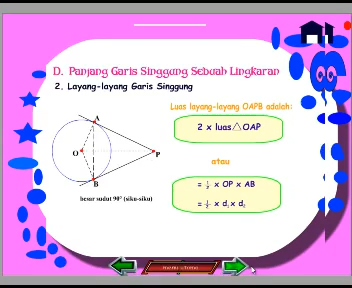 D. Panjang Garis Singgung Sebuah Lingkaran
2. Layang-layang Garis Singgung
Luas layang-layang OAPB adalah:
2 x luas△OAP
atau
= ½ x OP x AB
= ½ x d₁ x d₂
A
O
P
B
besar sudut 90° (siku-siku)